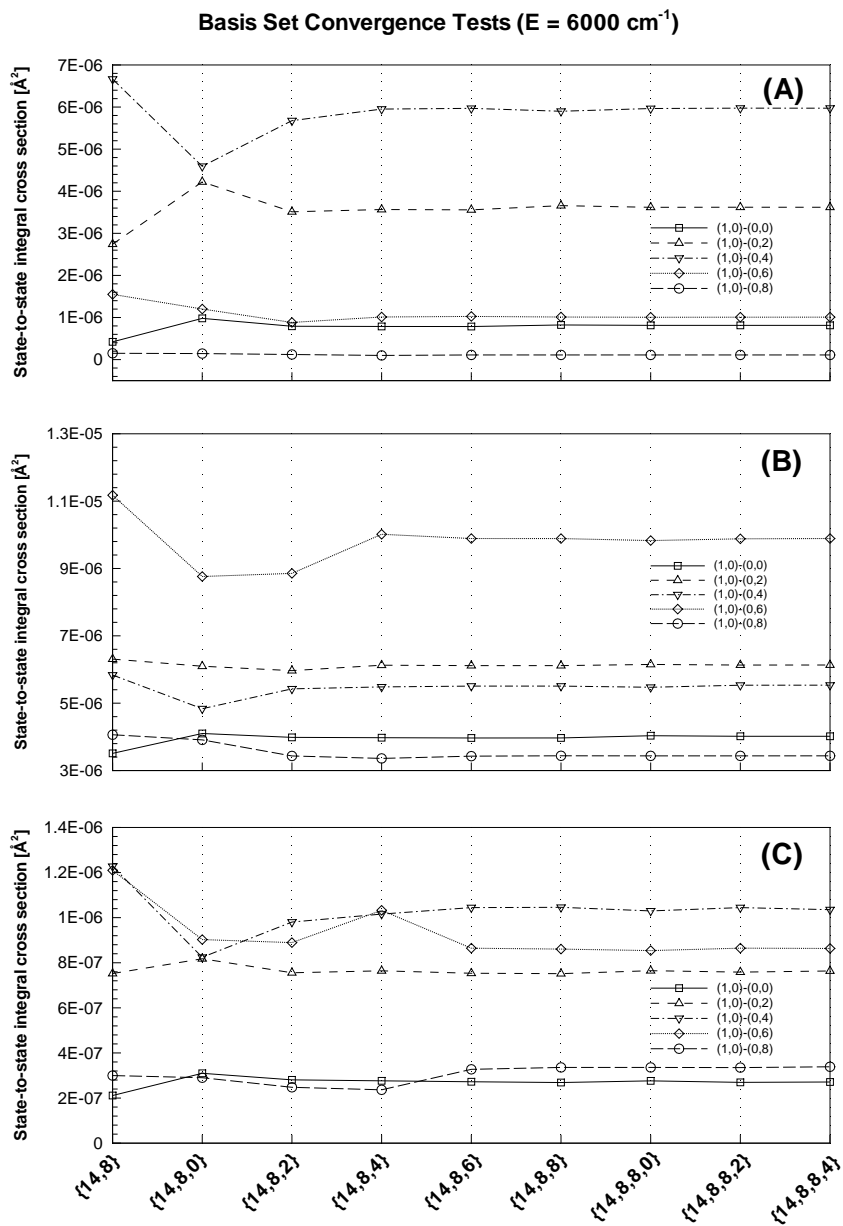 Basis Set Convergence Tests (E = 6000 cm⁻¹)
State-to-state integral cross section [Å²]
7E-06
6E-06
5E-06
4E-06
3E-06
2E-06
1E-06
0
(A)
(1,0)-(0,0)
(1,0)-(0,2)
(1,0)-(0,4)
(1,0)-(0,6)
(1,0)-(0,8)
State-to-state integral cross section [Å²]
1.3E-05
1.1E-05
9E-06
7E-06
5E-06
3E-06
(B)
(1,0)-(0,0)
(1,0)-(0,2)
(1,0)-(0,4)
(1,0)-(0,6)
(1,0)-(0,8)
State-to-state integral cross section [Å²]
1.4E-06
1.2E-06
1E-06
8E-07
6E-07
4E-07
2E-07
0
(C)
(1,0)-(0,0)
(1,0)-(0,2)
(1,0)-(0,4)
(1,0)-(0,6)
(1,0)-(0,8)
{14,8}
{14,8,0}
{14,8,2}
{14,8,4}
{14,8,6}
{14,8,8}
{14,8,8,0}
{14,8,8,2}
{14,8,8,4}